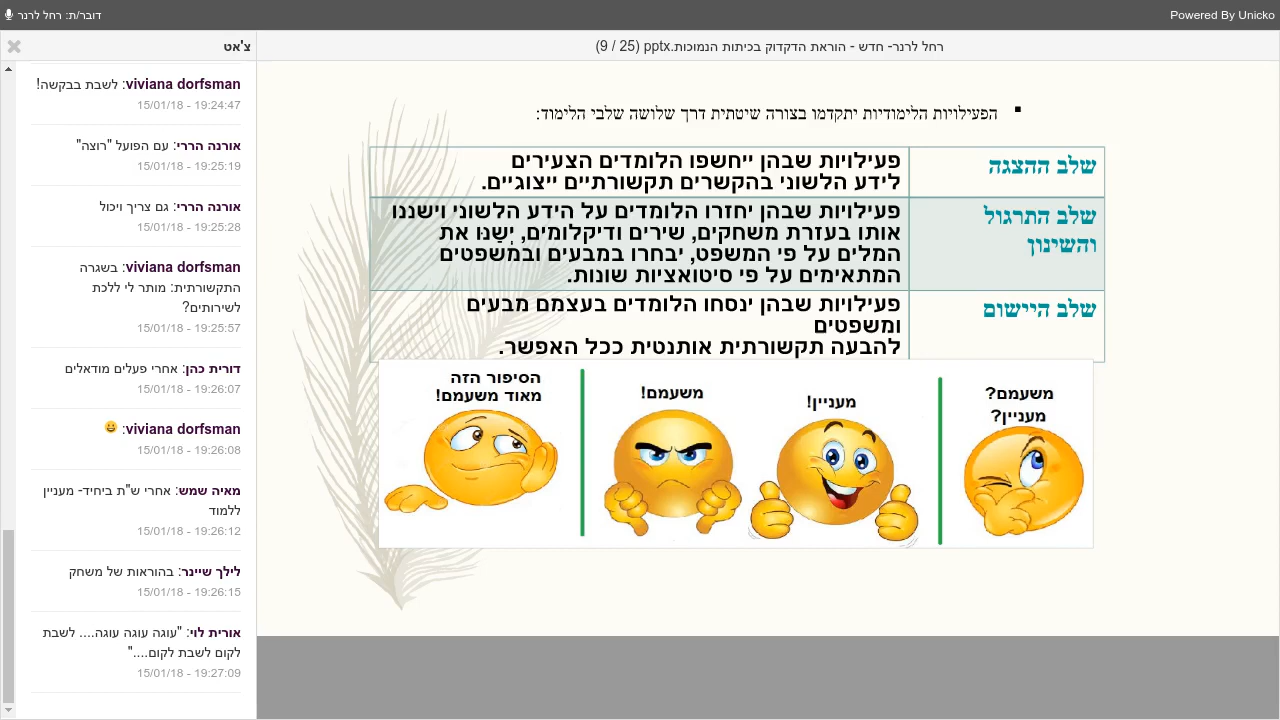 דובר/ת: רחל לרנר
Powered By Unicko
צ'אט
רחל לרנר- חדש - הוראת הדקדוק בכיתות הנמוכות.pptx (9 / 25)
viviana dorfsman: לשבת בבקשה!
15/01/18 - 19:24:47
אורנה הררי: עם הפועל "רוצה"
15/01/18 - 19:25:19
אורנה הררי: גם צריך ויכול
15/01/18 - 19:25:28
viviana dorfsman: בשגרה
התקשורתית: מותר לי ללכת
לשירותים?
15/01/18 - 19:25:57
דורית כהן: אחרי פעלים מודאלים
15/01/18 - 19:26:07
viviana dorfsman:
15/01/18 - 19:26:08
מאיה שמש: אחרי ש"ת ביחיד- מעניין
ללמוד
15/01/18 - 19:26:12
לילך שיינר: בהוראות של משחק
15/01/18 - 19:26:15
אורית לוי: "עוגה עוגה עוגה.... לשבת
לקום לשבת לקום...."
15/01/18 - 19:27:09
▪ הפעילויות הלימודיות יתקדמו בצורה שיטתית דרך שלושה שלבי הלימוד:
שלב ההצגה
פעילויות שבהן ייחשפו הלומדים הצעירים
לידע הלשוני בהקשרים תקשורתיים ייצוגיים.
שלב התרגול
והשינון
פעילויות שבהן יחזרו הלומדים על הידע הלשוני וישננו
אותו בעזרת משחקים, שירים ודיקלומים, יְשַנּוּ את
המלים על פי המשפט, יבחרו במבעים ובמשפטים
המתאימים על פי סיטואציות שונות.
שלב היישום
פעילויות שבהן ינסחו הלומדים בעצמם מבעים
ומשפטים
להבעה תקשורתית אותנטית ככל האפשר.
משעמם?
מעניין?
מעניין!
משעמם!
הסיפור הזה
מאוד משעמם!